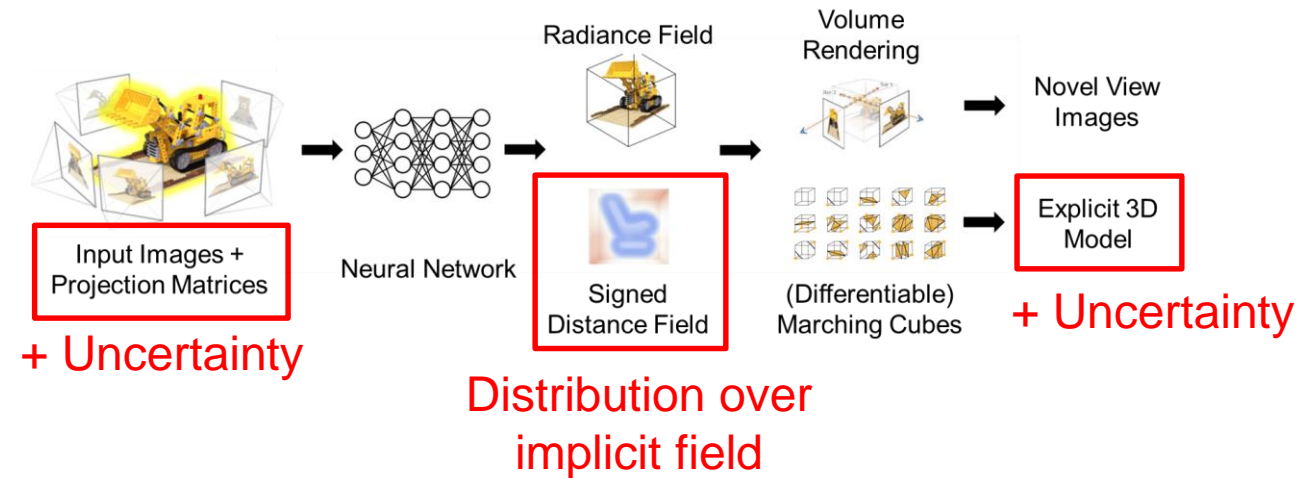 Input Images +
Projection Matrices
+ Uncertainty
Neural Network
Radiance Field
Signed
Distance Field
Distribution over
implicit field
Volume
Rendering
(Differentiable)
Marching Cubes
Novel View
Images
Explicit 3D
Model
+ Uncertainty